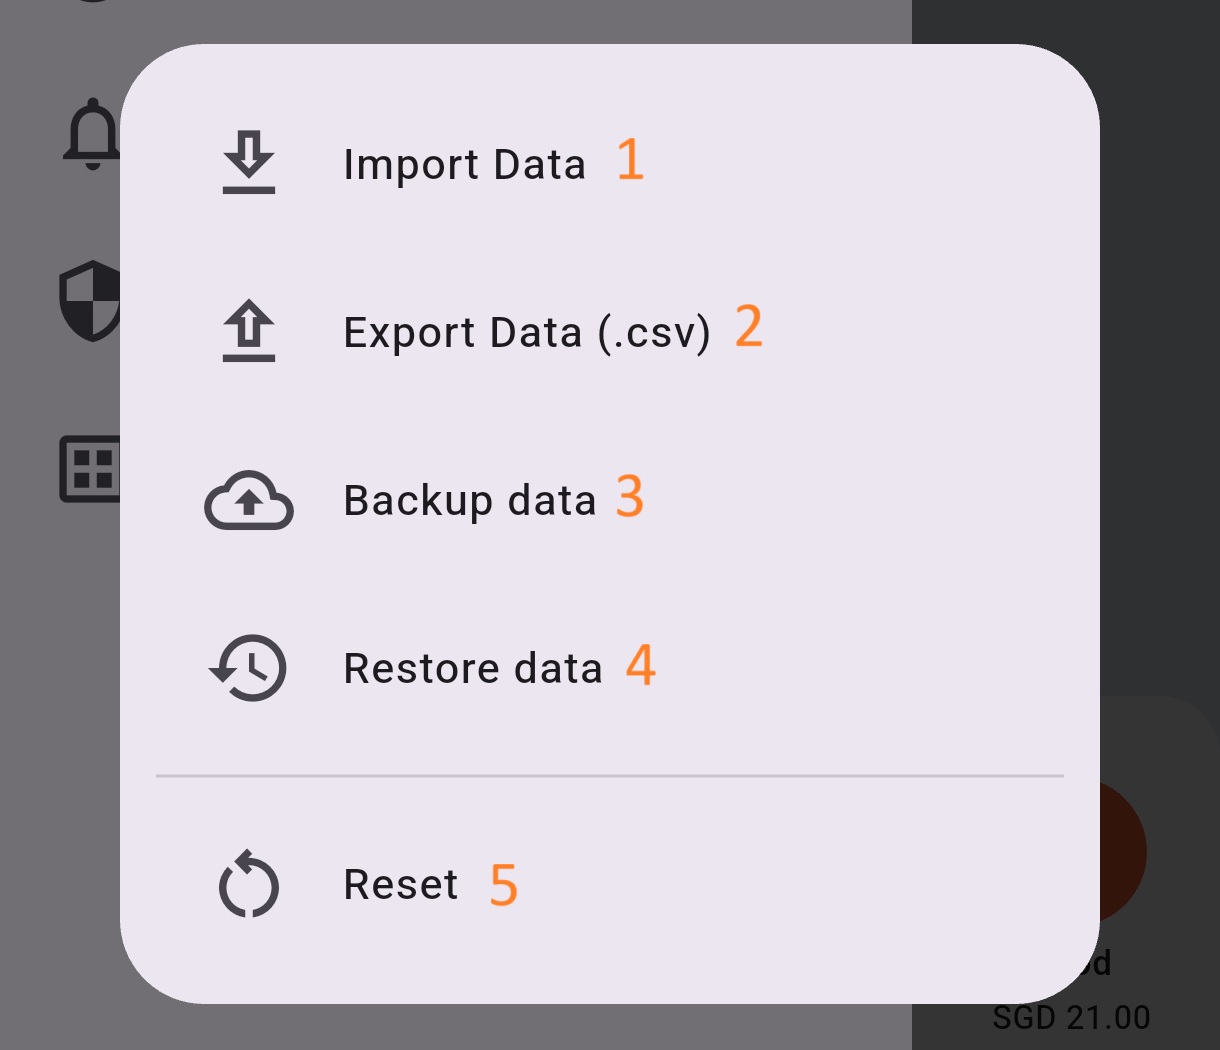 Import Data 1
Export Data (.csv) 2
Backup data 3
Restore data 4
Reset 5
SGD 21.00